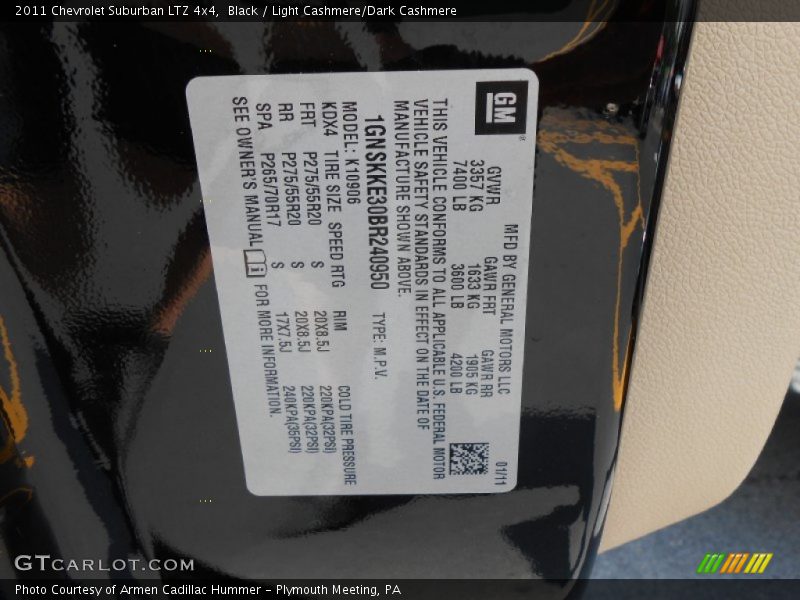 2011 Chevrolet Suburban LTZ 4x4,  Black / Light Cashmere/Dark Cashmere
GM
MFD BY GENERAL MOTORS LLC 01/11
GVWR GAWR FRT GAWR RR
3357 KG 1633 KG 1905 KG
7400 LB 3600 LB 4200 LB
THIS VEHICLE CONFORMS TO ALL APPLICABLE U.S. FEDERAL MOTOR
VEHICLE SAFETY STANDARDS IN EFFECT ON THE DATE OF
MANUFACTURE SHOWN ABOVE.
1GNSKKE30BR240950 TYPE: M.P.V.
MODEL: K10906
KDX4 TIRE SIZE SPEED RTG RIM COLD TIRE PRESSURE
FRT P275/55R20 S 20X8.5J 220KPA(32PSI)
RR P275/55R20 S 20X8.5J 220KPA(32PSI)
SPA P265/70R17 S 17X7.5J 240KPA(35PSI)
SEE OWNER'S MANUAL FOR MORE INFORMATION.
GTCARLOT.COM
Photo Courtesy of Armen Cadillac Hummer - Plymouth Meeting, PA